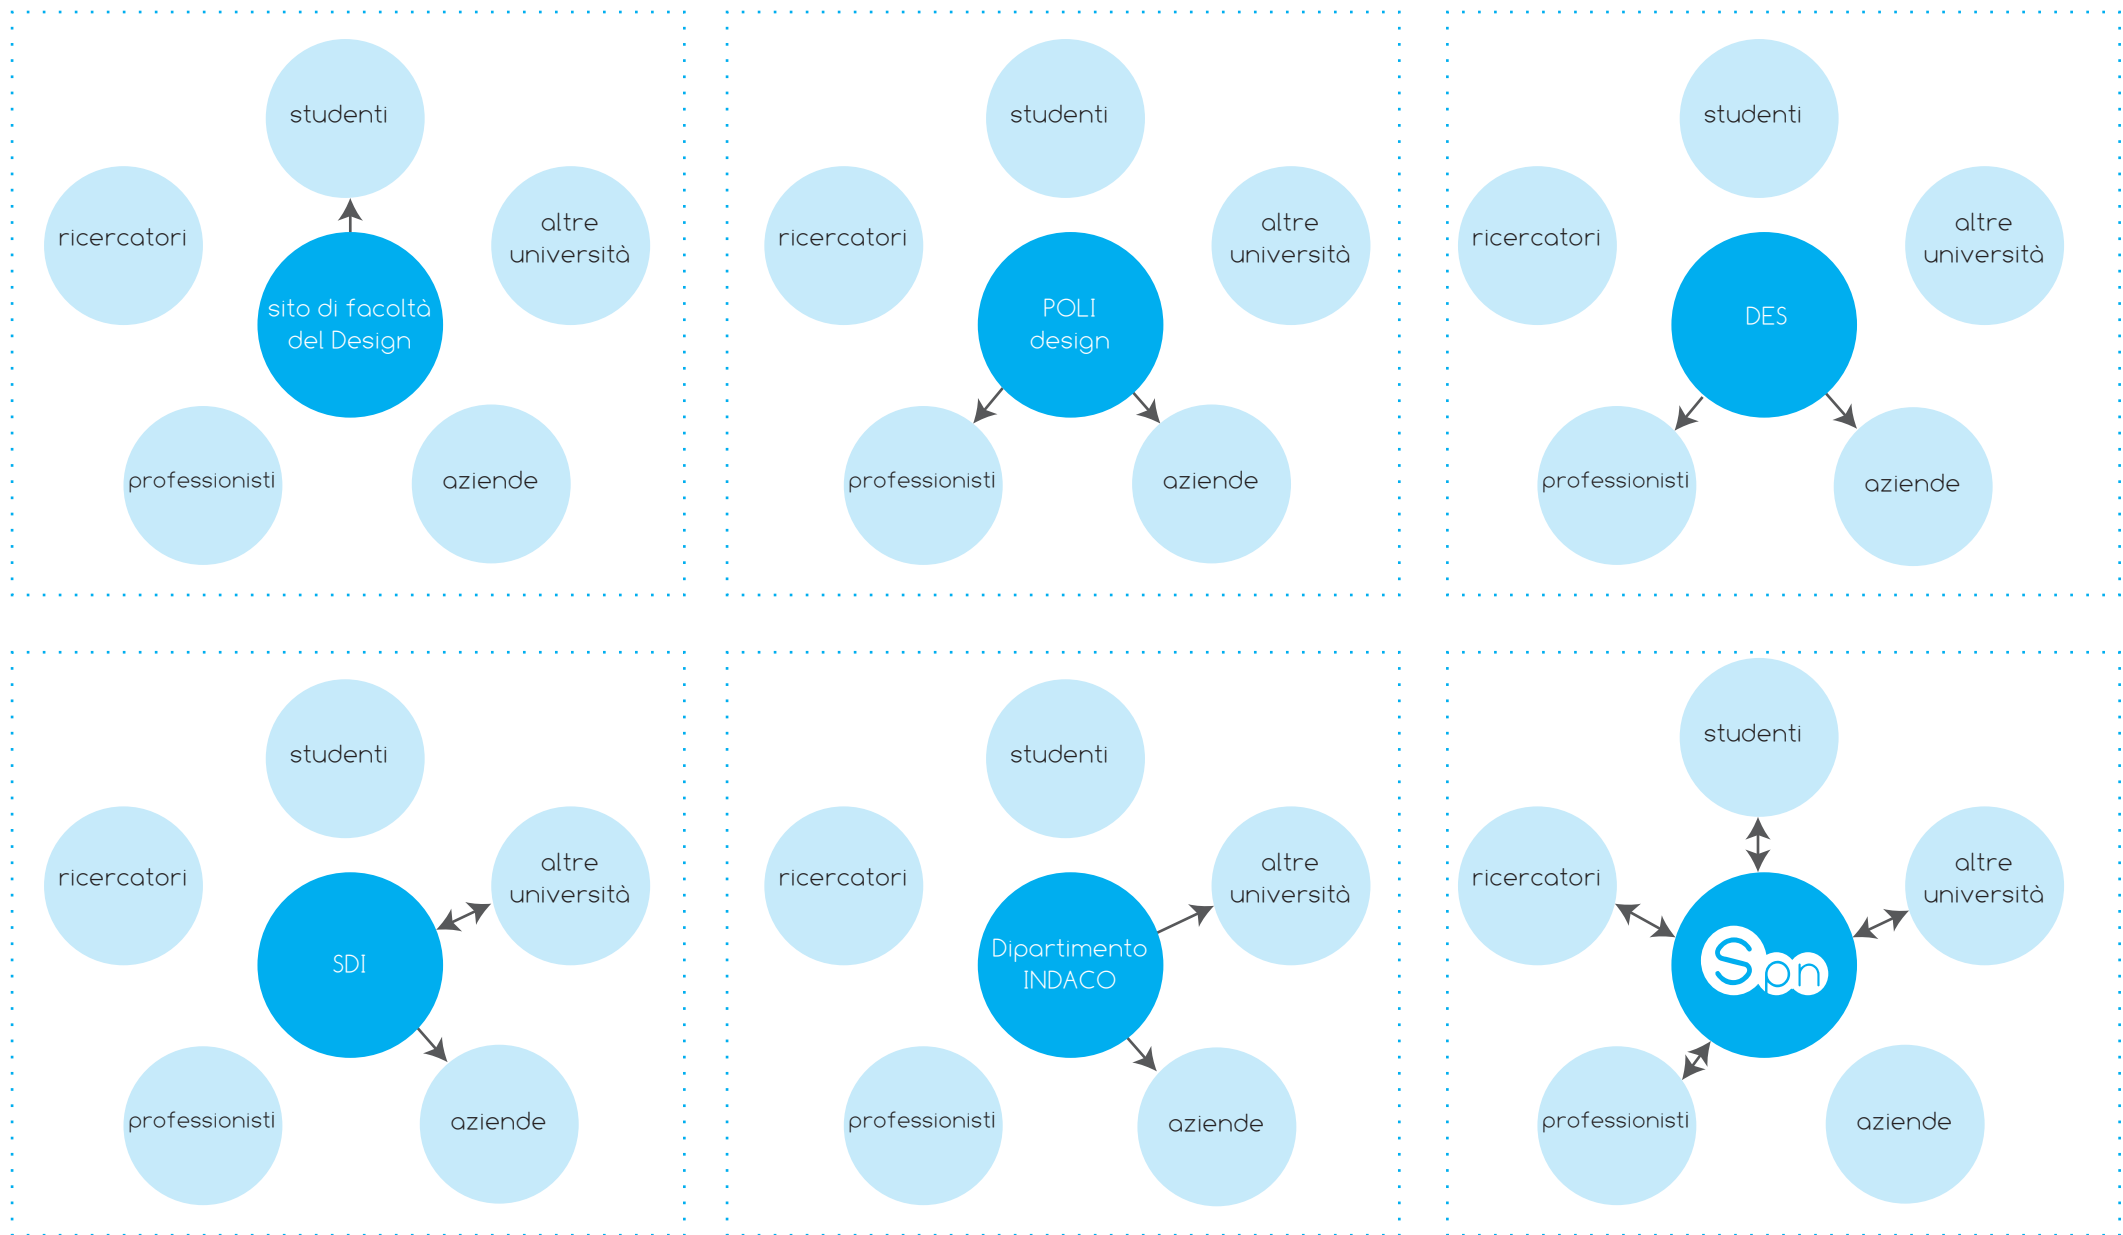 studenti
ricercatori
altre
università
sito di facoltà
del Design
professionisti
aziende
studenti
ricercatori
altre
università
POLI
design
professionisti
aziende
studenti
ricercatori
altre
università
DES
professionisti
aziende
studenti
ricercatori
altre
università
SDI
professionisti
aziende
studenti
ricercatori
altre
università
Dipartimento
INDACO
professionisti
aziende
studenti
ricercatori
altre
università
Spn
professionisti
aziende